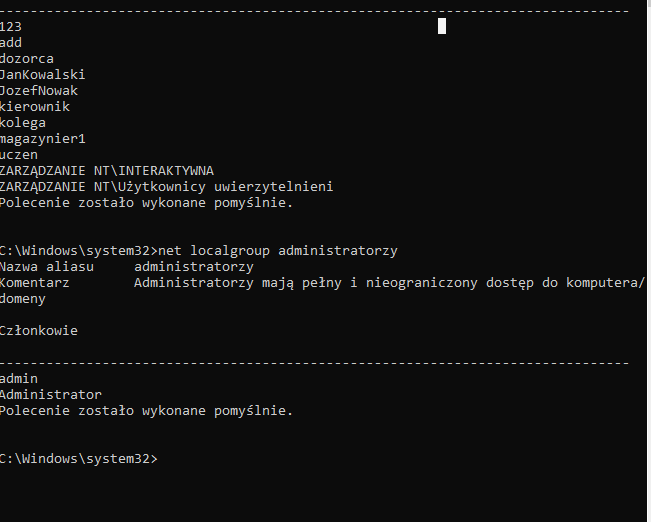 -------------------------------------------------------------------------------
123
add
dozorca
JanKowalski
JozefNowak
kierownik
kolega
magazynier1
uczen
ZARZĄDZANIE NT\INTERAKTYWNA
ZARZĄDZANIE NT\Użytkownicy uwierzytelnieni
Polecenie zostało wykonane pomyślnie.
C:\Windows\system32>net localgroup administratorzy
Nazwa aliasu     administratorzy
Komentarz        Administratorzy mają pełny i nieograniczony dostęp do komputera/
domeny
Członkowie
-------------------------------------------------------------------------------
admin
Administrator
Polecenie zostało wykonane pomyślnie.
C:\Windows\system32>